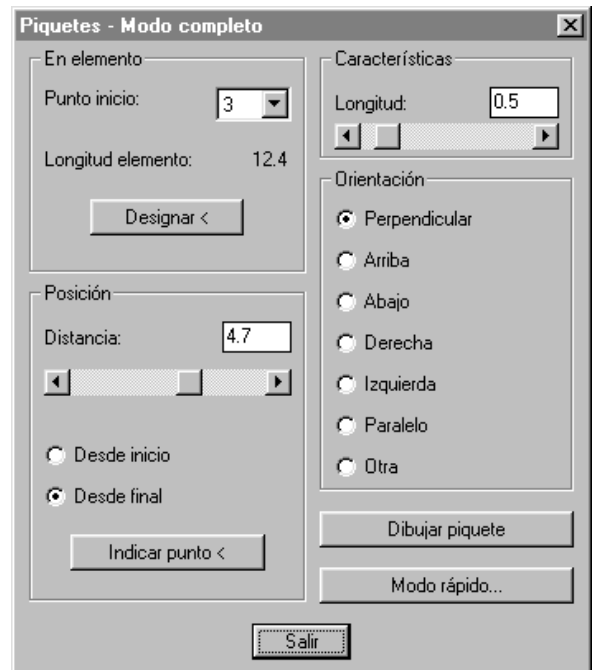 Piquetes - Modo completo
En elemento
Punto inicio: 3
Longitud elemento: 12.4
Designar <
Posición
Distancia: 4.7
Desde inicio
Desde final
Indicar punto <
Características
Longitud: 0.5
Orientación
Perpendicular
Arriba
Abajo
Derecha
Izquierda
Paralelo
Otra
Dibujar piquete
Modo rápido...
Salir